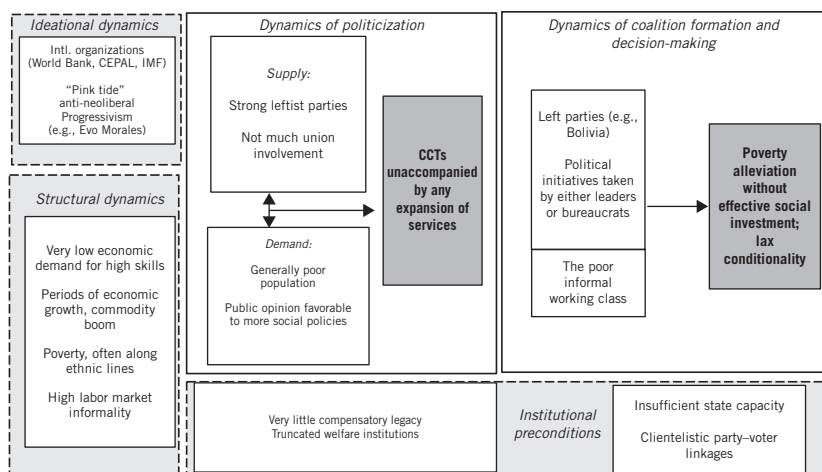 Ideational dynamics
Intl. organizations
(World Bank, CEPAL, IMF)
“Pink tide”
anti-neoliberal
Progressivism
(e.g., Evo Morales)
Structural dynamics
Very low economic
demand for high skills
Periods of economic
growth, commodity
boom
Poverty, often along
ethnic lines
High labor market
informality
Dynamics of politicization
Supply:
Strong leftist parties
Not much union
involvement
Demand:
Generally poor
population
Public opinion favorable
to more social policies
CCTs
unaccompanied
by any
expansion of
services
Dynamics of coalition formation and
decision-making
Left parties (e.g.,
Bolivia)
Political
initiatives taken
by either leaders
or bureaucrats
The poor
informal
working class
Poverty
alleviation
without
effective social
investment;
lax
conditionality
Very little compensatory legacy
Truncated welfare institutions
Institutional
preconditions
Insufficient state capacity
Clientelistic party–voter
linkages